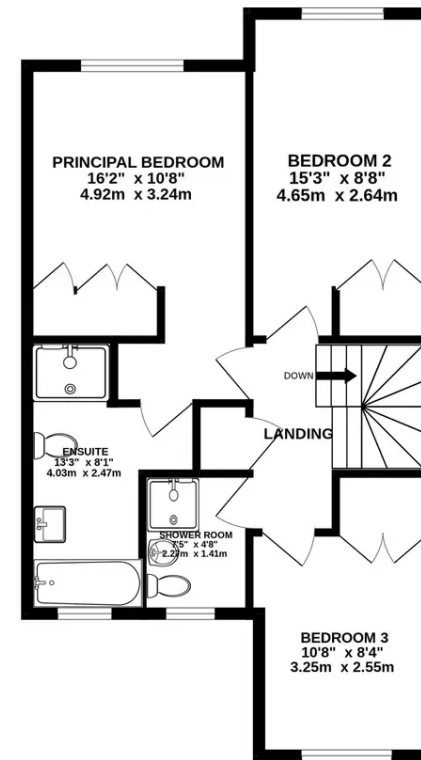 PRINCIPAL BEDROOM
16'2" x 10'8"
4.92m x 3.24m
BEDROOM 2
15'3" x 8'8"
4.65m x 2.64m
DOWN
LANDING
ENSUITE
13'3" x 8'1"
4.03m x 2.47m
SHOWER ROOM
7'5" x 4'8"
2.27m x 1.41m
BEDROOM 3
10'8" x 8'4"
3.25m x 2.55m